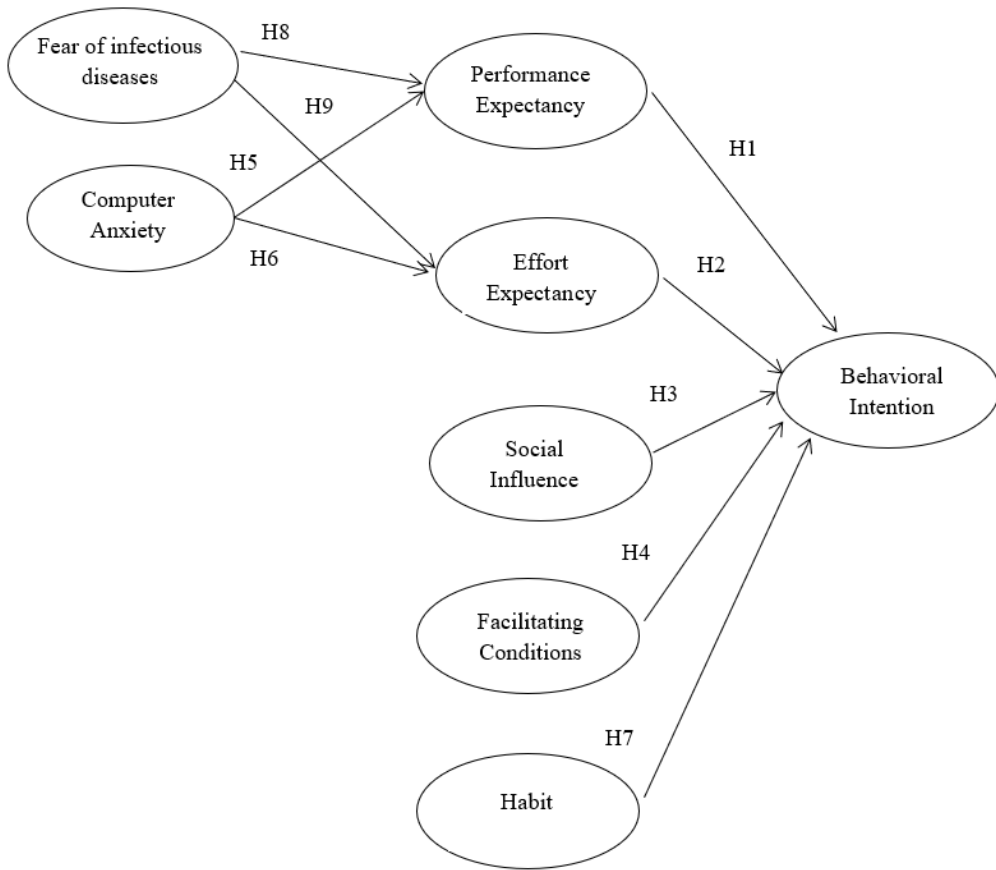 H8
Fear of infectious
diseases
Performance
Expectancy
H9
H1
H5
Computer
Anxiety
H6
Effort
Expectancy
H2
Behavioral
Intention
H3
Social
Influence
H4
Facilitating
Conditions
H7
Habit